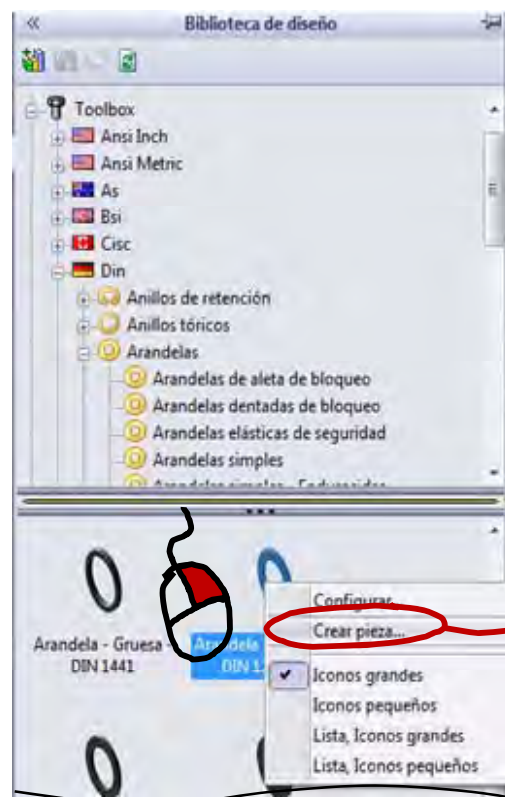 Biblioteca de diseño
Toolbox
Ansi Inch
Ansi Metric
As
Bsi
Cisc
Din
Anillos de retención
Anillos tóricos
Arandelas
Arandelas de aleta de bloqueo
Arandelas dentadas de bloqueo
Arandelas elásticas de seguridad
Arandelas simples
Arandela - Gruesa -
DIN 1441
Arandela
DIN
Configurar...
Crear pieza...
Iconos grandes
Iconos pequeños
Lista, Iconos grandes
Lista, Iconos pequeños